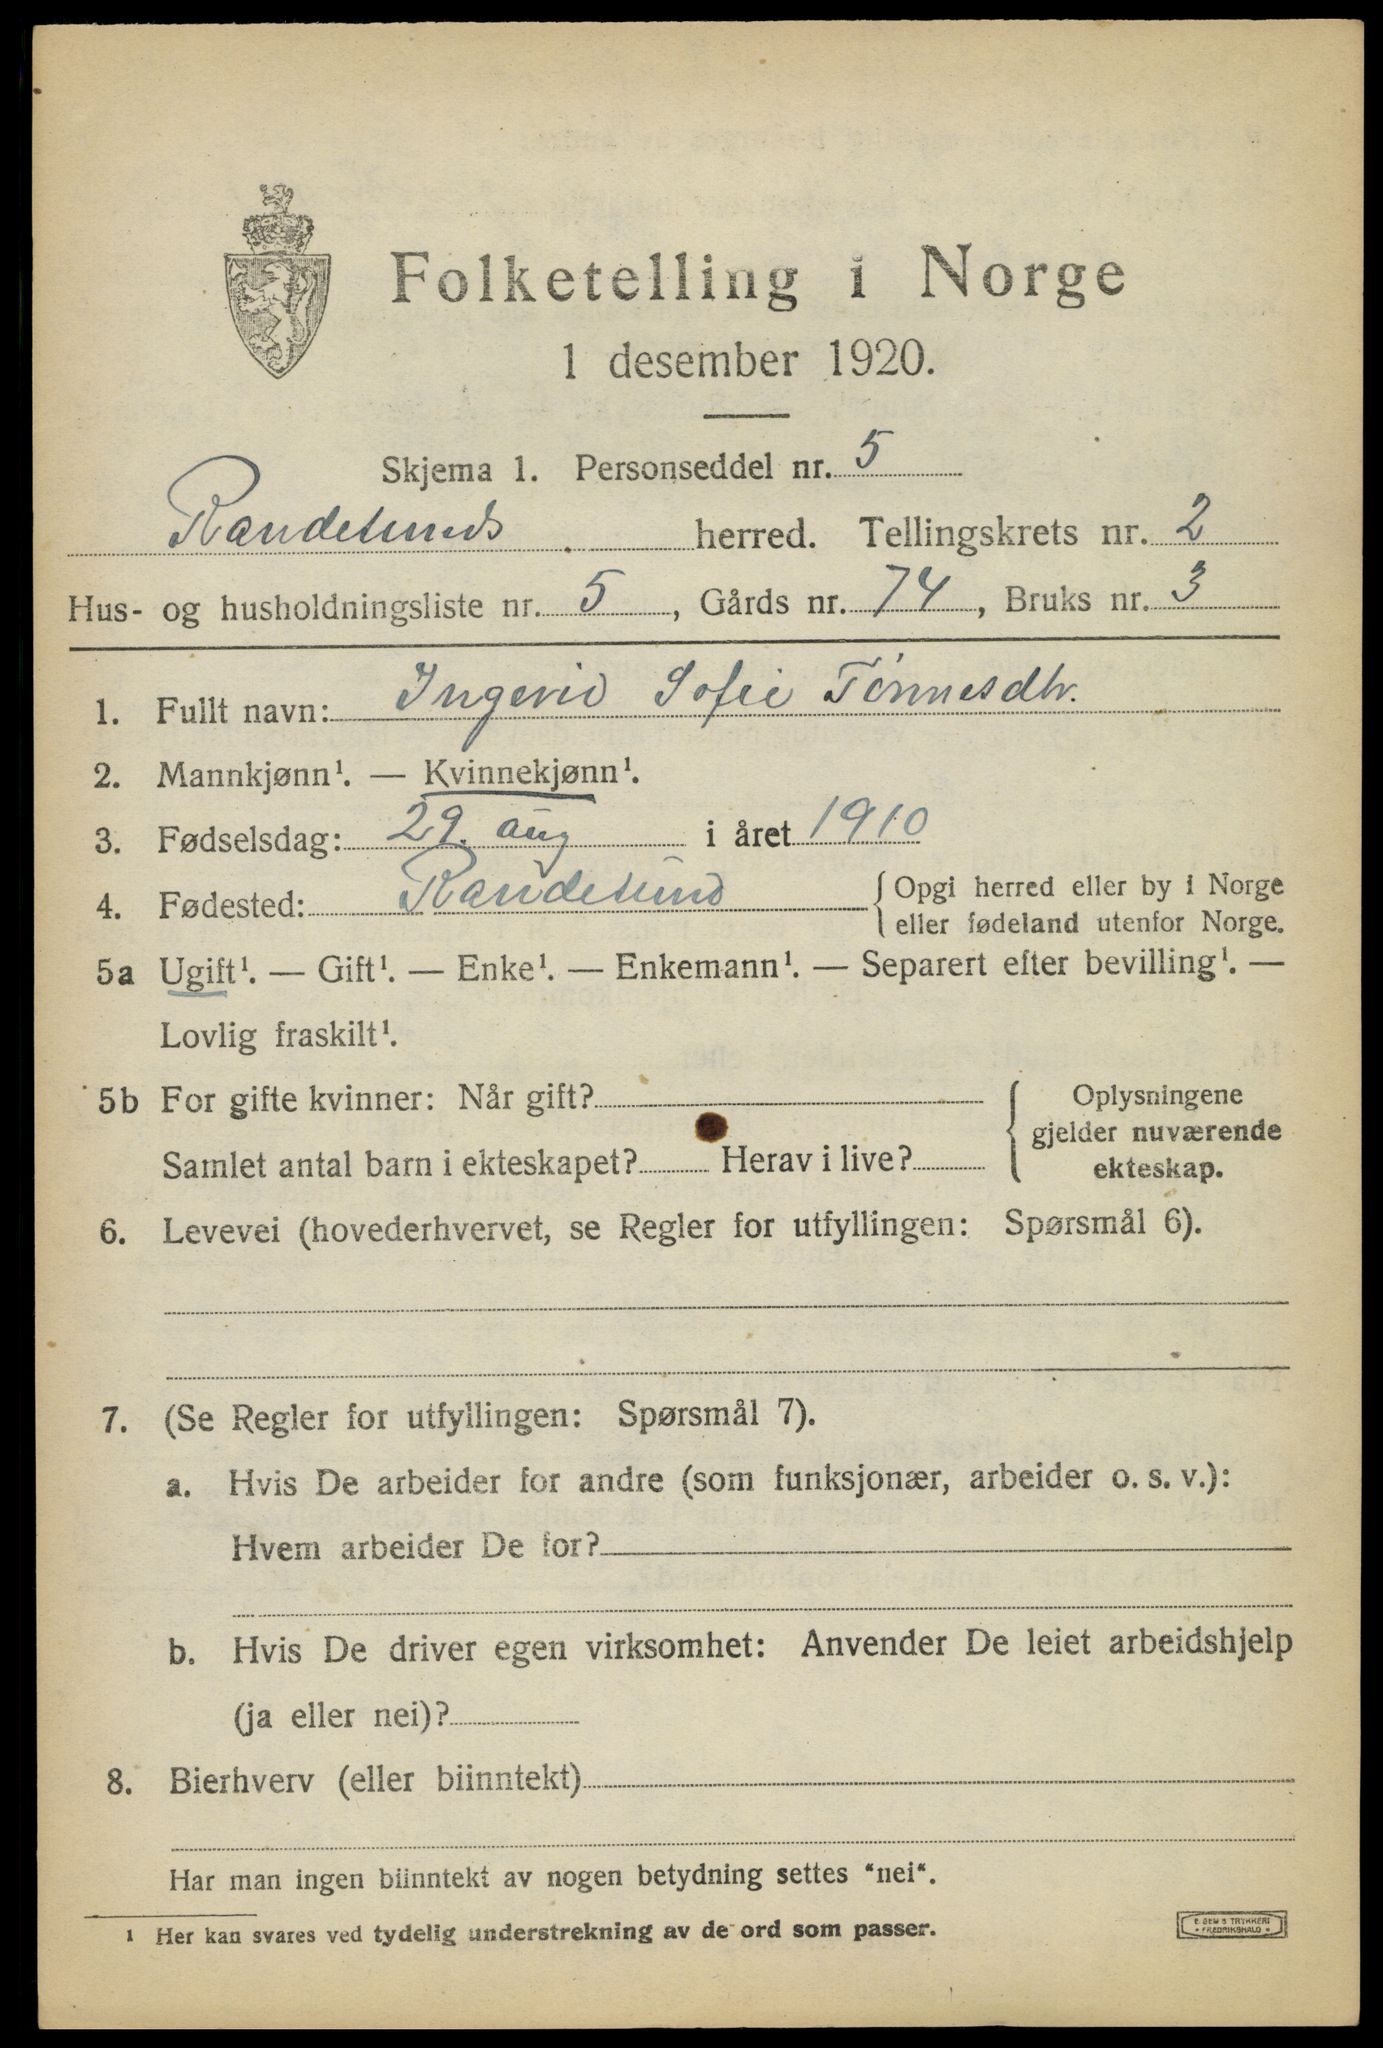 Folketelling i Norge
1 desember 1920.
Skjema 1. Personseddel nr. 5
Randesunds herred. Tellingskrets nr. 2
Hus- og husholdningsliste nr. 5, Gårds nr. 74, Bruks nr. 3
1. Fullt navn: Ingerid Sofie Tønnesdtr.
2. Mannkjønn¹. — Kvinnekjønn¹.
3. Fødselsdag: 29. aug i året 1910
4. Fødested: Randesund { Opgi herred eller by i Norge
eller fødeland utenfor Norge.
5a Ugift¹. — Gift¹. — Enke¹. — Enkemann¹. — Separert efter bevilling¹. —
Lovlig fraskilt¹.
5b For gifte kvinner: Når gift? { Oplysningene
gjelder nuværende
Samlet antal barn i ekteskapet? Herav i live? ekteskap.
6. Levevei (hovederhvervet, se Regler for utfyllingen: Spørsmål 6).
7. (Se Regler for utfyllingen: Spørsmål 7).
a. Hvis De arbeider for andre (som funksjonær, arbeider o. s. v.):
Hvem arbeider De for?
b. Hvis De driver egen virksomhet: Anvender De leiet arbeidshjelp
(ja eller nei)?
8. Bierhverv (eller biinntekt)
Har man ingen biinntekt av nogen betydning settes "nei".
¹ Her kan svares ved tydelig understrekning av de ord som passer.
E. SEM'S TRYKKERI
FREDRIKSHALD